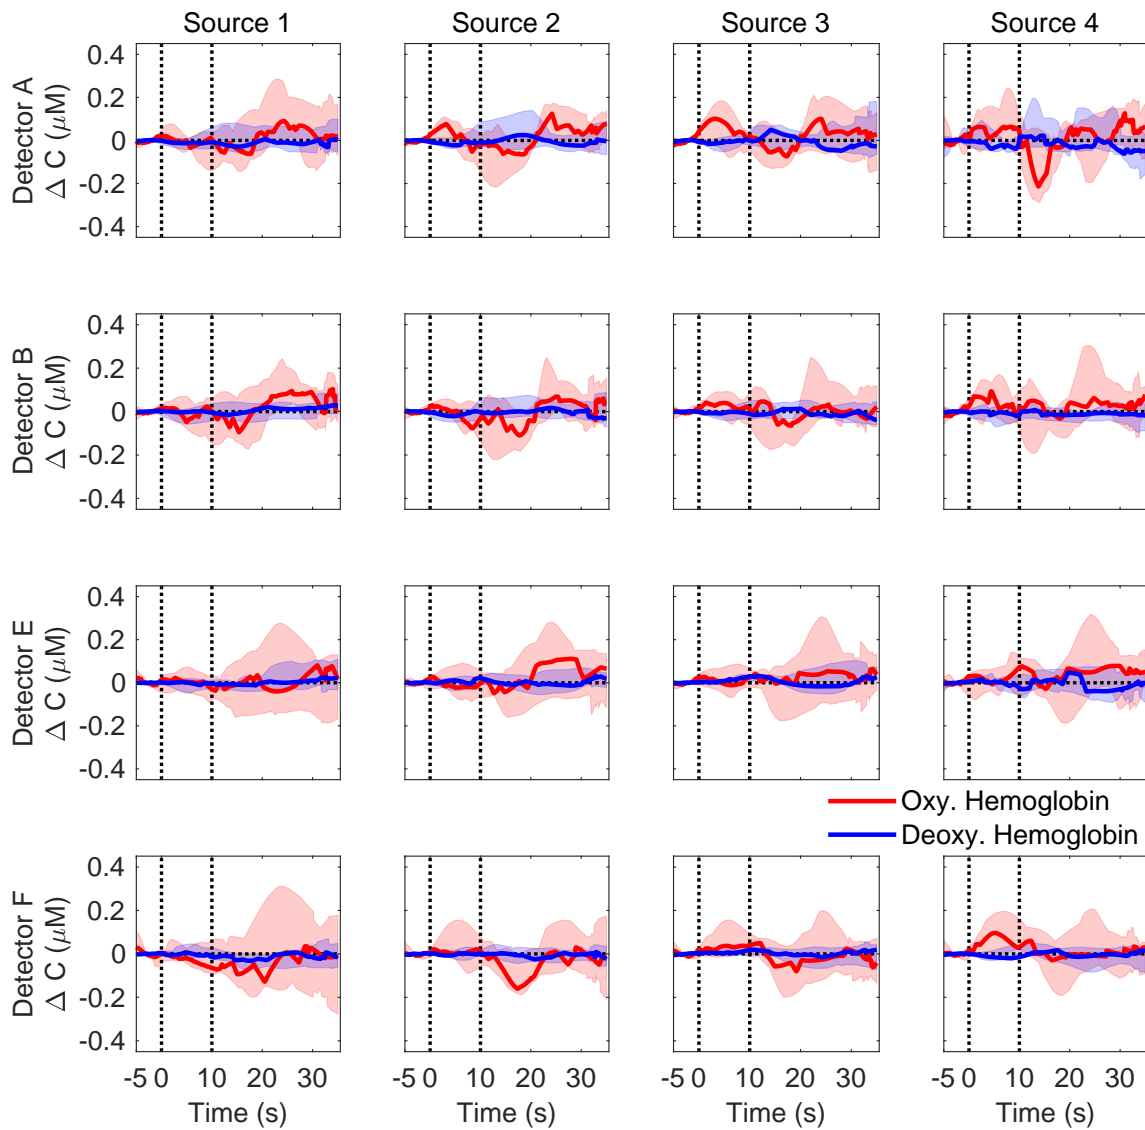 Source 1 Source 2 Source 3 Source 4
Detector A
Δ C (μM)
0.4
0.2
0
-0.2
-0.4
Detector B
Δ C (μM)
0.4
0.2
0
-0.2
-0.4
Detector E
Δ C (μM)
0.4
0.2
0
-0.2
-0.4
Oxy. Hemoglobin
Deoxy. Hemoglobin
Detector F
Δ C (μM)
0.4
0.2
0
-0.2
-0.4
-5 0 10 20 30 -5 0 10 20 30 -5 0 10 20 30 -5 0 10 20 30
Time (s) Time (s) Time (s) Time (s)